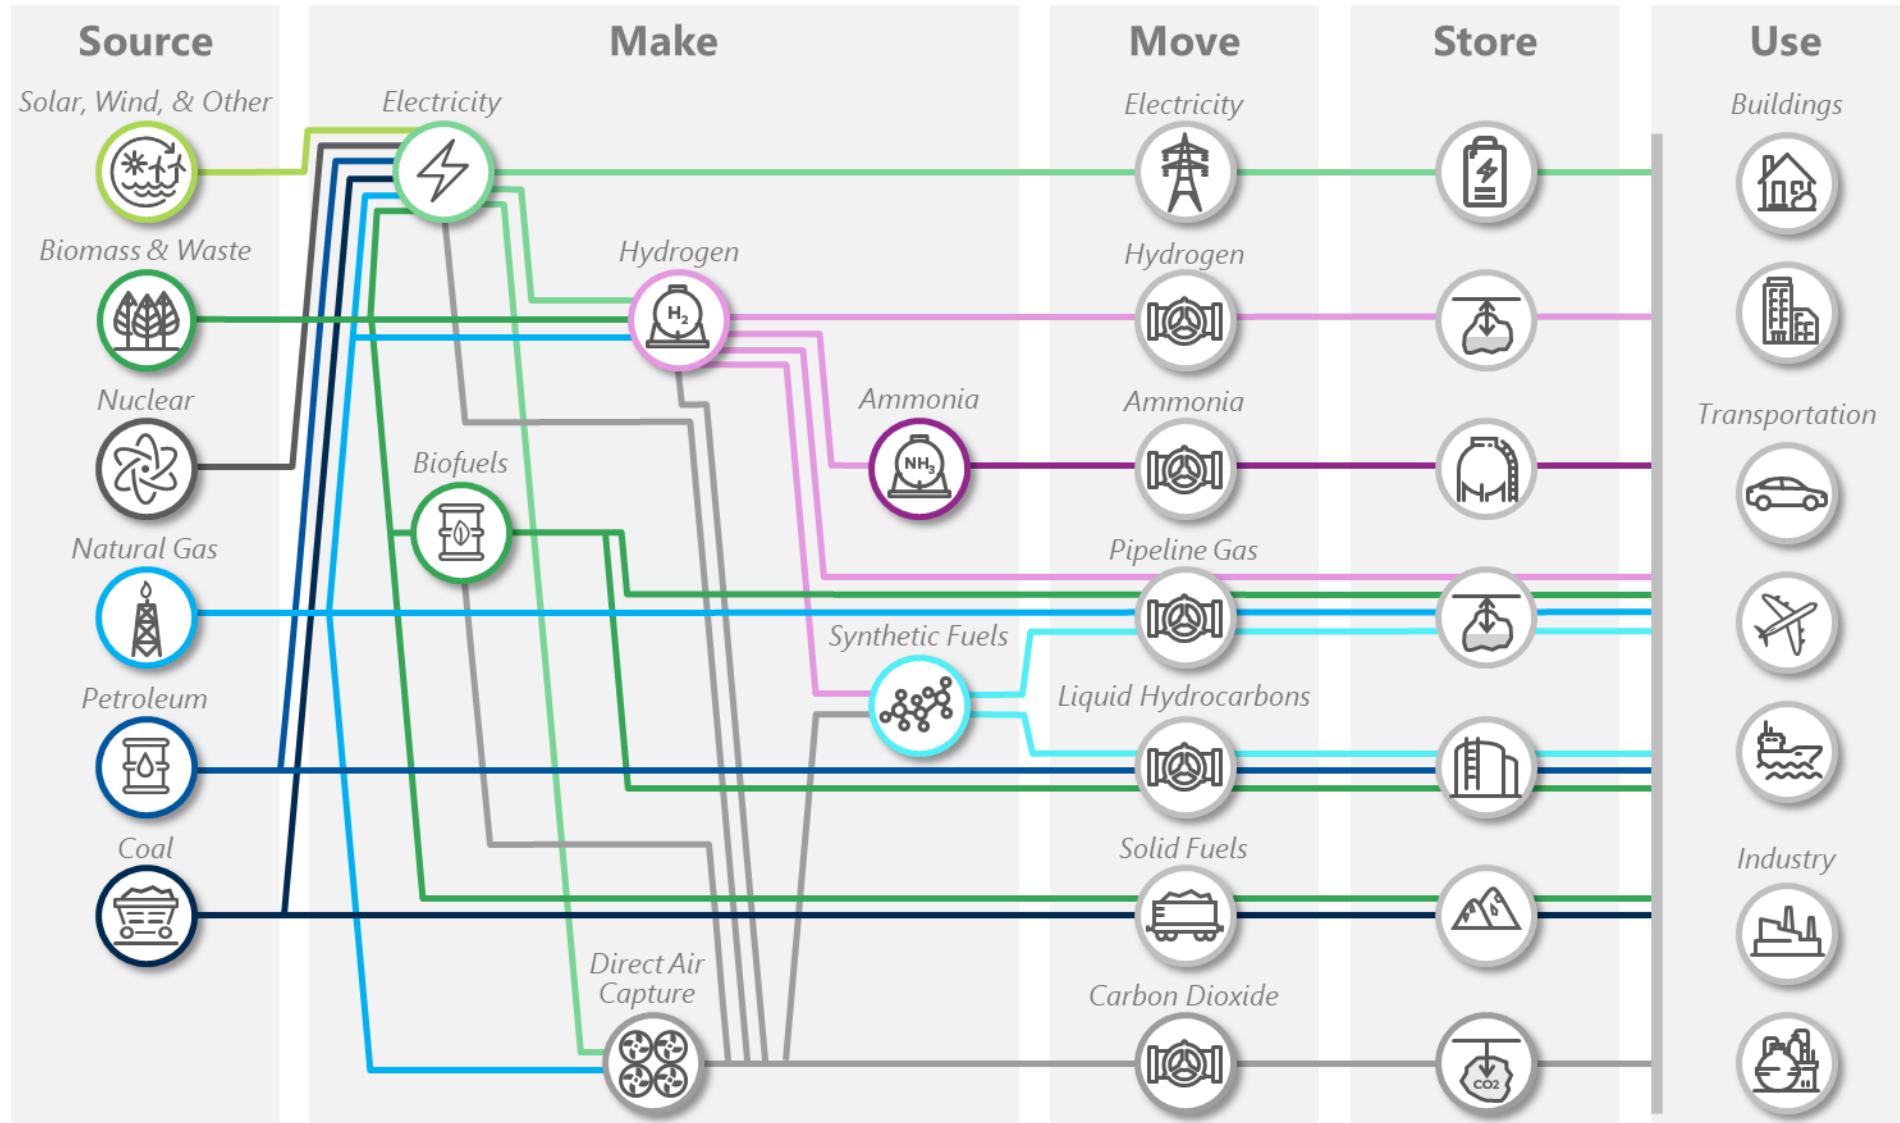 Source
Make
Move
Store
Use
Solar, Wind, & Other
Electricity
Electricity
Buildings
Biomass & Waste
Hydrogen
H2
Hydrogen
Nuclear
Ammonia
NH3
Ammonia
Transportation
Biofuels
Natural Gas
Pipeline Gas
Synthetic Fuels
Petroleum
Liquid Hydrocarbons
Coal
Solid Fuels
Industry
Direct Air
Capture
Carbon Dioxide
CO2